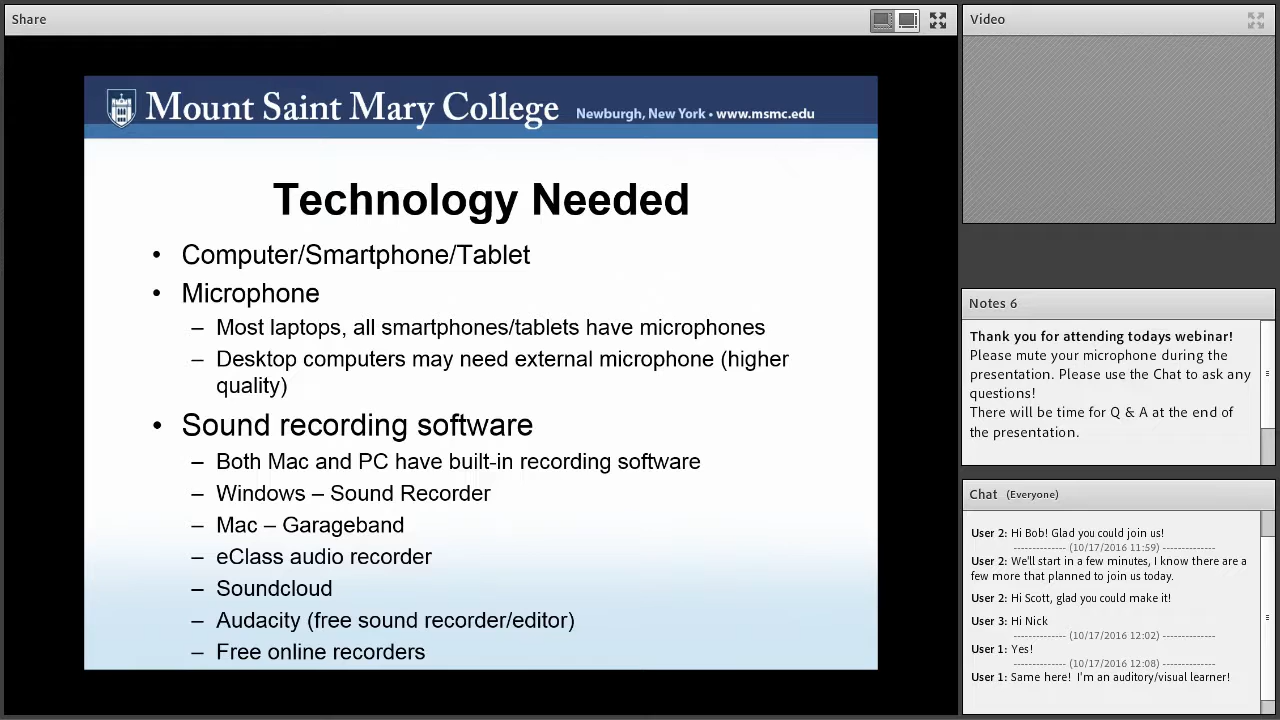 Share
Mount Saint Mary College Newburgh, New York • www.msmc.edu
Technology Needed
• Computer/Smartphone/Tablet
• Microphone
– Most laptops, all smartphones/tablets have microphones
– Desktop computers may need external microphone (higher
quality)
• Sound recording software
– Both Mac and PC have built-in recording software
– Windows – Sound Recorder
– Mac – Garageband
– eClass audio recorder
– Soundcloud
– Audacity (free sound recorder/editor)
– Free online recorders
Video
Notes 6
Thank you for attending todays webinar!
Please mute your microphone during the
presentation. Please use the Chat to ask any
questions!
There will be time for Q & A at the end of
the presentation.
Chat (Everyone)
User 2: Hi Bob! Glad you could join us!
------------- (10/17/2016 11:59) -------------
User 2: We'll start in a few minutes, I know there are a
few more that planned to join us today.
User 2: Hi Scott, glad you could make it!
User 3: Hi Nick
------------- (10/17/2016 12:02) -------------
User 1: Yes!
------------- (10/17/2016 12:08) -------------
User 1: Same here! I'm an auditory/visual learner!